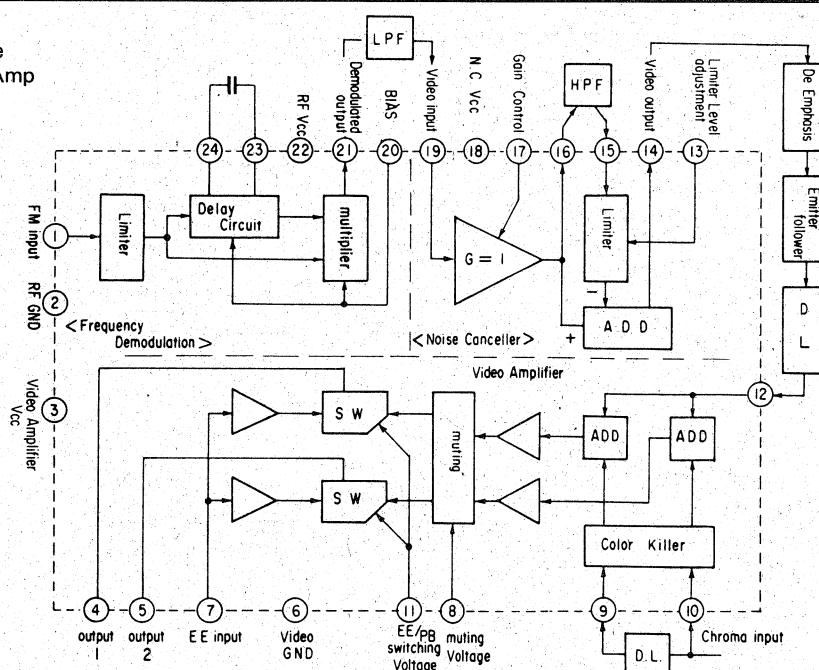 e
Amp
LPF
Demodulated output
BIAS
Video input
N.C Vcc
Gain Control
HPF
Video output
Limiter Level adjustment
De Emphasis
RF Vcc
24
23
22
21
20
19
18
17
16
15
14
13
FM input
1
Limiter
Delay Circuit
multiplier
G = 1
Limiter
Emitter follower
RF GND
2
<Frequency Demodulation>
<Noise Canceller>
−
+
ADD
D L
Video Amplifier
Video Amplifier Vcc
3
12
SW
muting
ADD
ADD
SW
Color Killer
4
5
7
6
11
8
9
10
output 1
output 2
EE input
Video GND
EE/PB switching Voltage
muting Voltage
D.L.
Chroma input